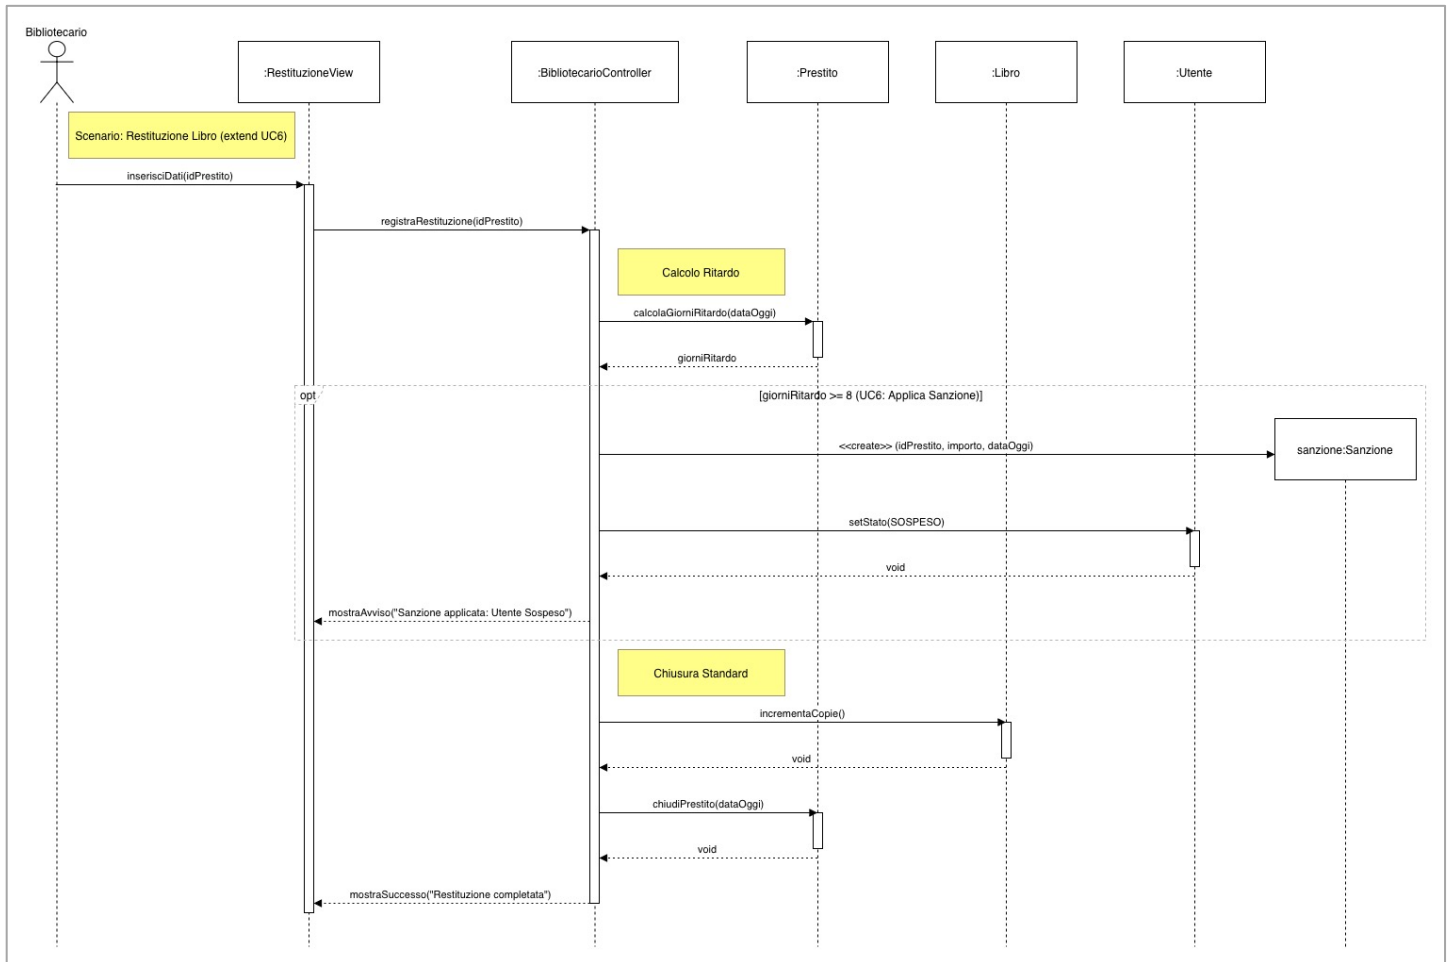 Bibliotecario
:RestituzioneView
:BibliotecarioController
:Prestito
:Libro
:Utente
Scenario: Restituzione Libro (extend UC6)
inserisciDati(idPrestito)
registraRestituzione(idPrestito)
Calcolo Ritardo
calcolaGiorniRitardo(dataOggi)
giorniRitardo
opt
[giorniRitardo >= 8 (UC6: Applica Sanzione)]
<<create>> (idPrestito, importo, dataOggi)
sanzione:Sanzione
setStato(SOSPESO)
void
mostraAvviso("Sanzione applicata: Utente Sospeso")
Chiusura Standard
incrementaCopie()
void
chiudiPrestito(dataOggi)
void
mostraSuccesso("Restituzione completata")